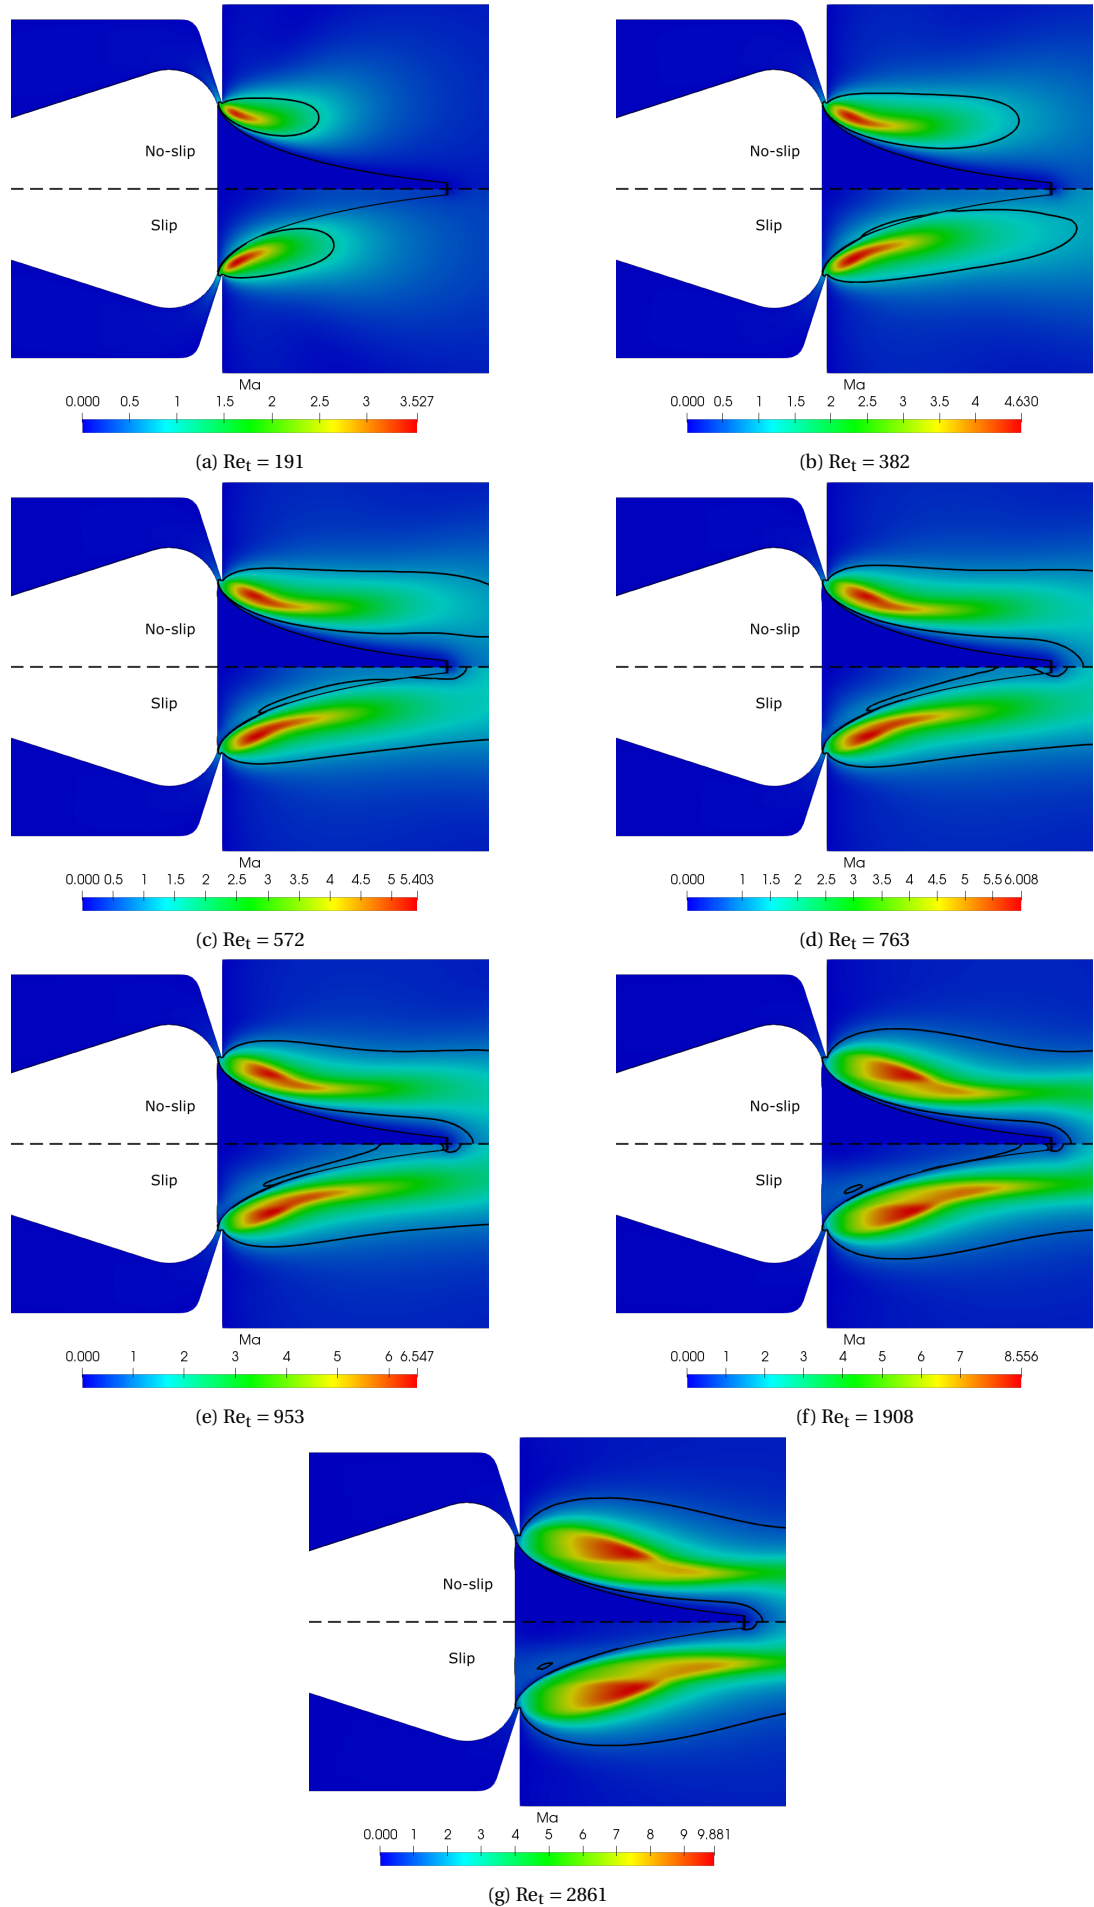 No-slip
Slip
Ma
0.000 0.5 1 1.5 2 2.5 3 3.527
(a) Ret = 191
No-slip
Slip
Ma
0.000 0.5 1 1.5 2 2.5 3 3.5 4 4.630
(b) Ret = 382
No-slip
Slip
Ma
0.000 0.5 1 1.5 2 2.5 3 3.5 4 4.5 5 5.403
(c) Ret = 572
No-slip
Slip
Ma
0.000 1 1.5 2 2.5 3 3.5 4 4.5 5 5.5 6.008
(d) Ret = 763
No-slip
Slip
Ma
0.000 1 2 3 4 5 6 6.547
(e) Ret = 953
No-slip
Slip
Ma
0.000 1 2 3 4 5 6 7 8.556
(f) Ret = 1908
No-slip
Slip
Ma
0.000 1 2 3 4 5 6 7 8 9 9.881
(g) Ret = 2861